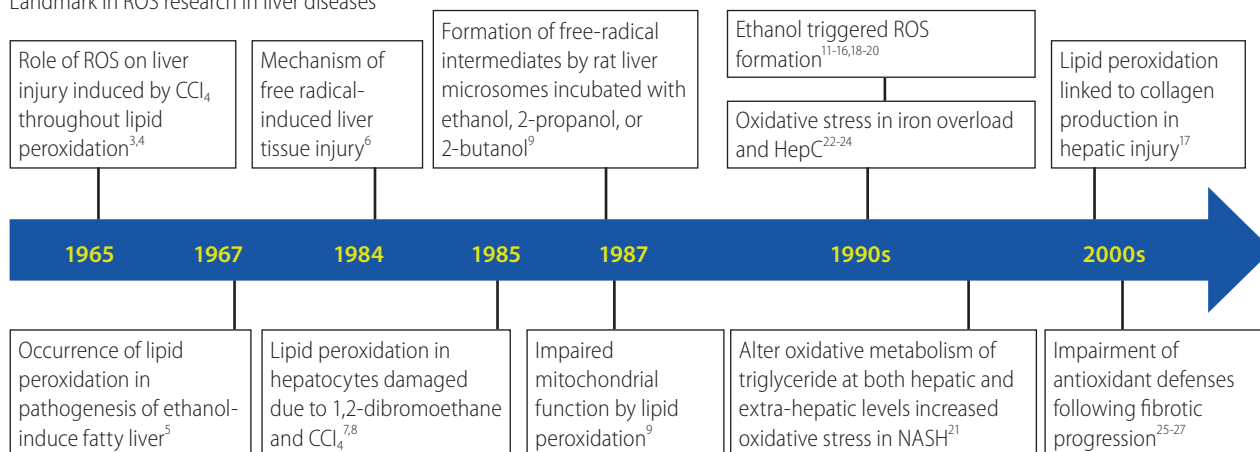 Landmark in ROS research in liver diseases
Role of ROS on liver
injury induced by CCl₄
throughout lipid
peroxidation³,⁴
Mechanism of
free radical-
induced liver
tissue injury⁶
Formation of free-radical
intermediates by rat liver
microsomes incubated with
ethanol, 2-propanol, or
2-butanol⁹
Ethanol triggered ROS
formation¹¹⁻¹⁶,¹⁸⁻²⁰
Oxidative stress in iron overload
and HepC²²⁻²⁴
Lipid peroxidation
linked to collagen
production in
hepatic injury¹⁷
1965 1967 1984 1985 1987 1990s 2000s
Occurrence of lipid
peroxidation in
pathogenesis of ethanol-
induce fatty liver⁵
Lipid peroxidation in
hepatocytes damaged
due to 1,2-dibromoethane
and CCl₄⁷,⁸
Impaired
mitochondrial
function by lipid
peroxidation⁹
Alter oxidative metabolism of
triglyceride at both hepatic and
extra-hepatic levels increased
oxidative stress in NASH²¹
Impairment of
antioxidant defenses
following fibrotic
progression²⁵⁻²⁷